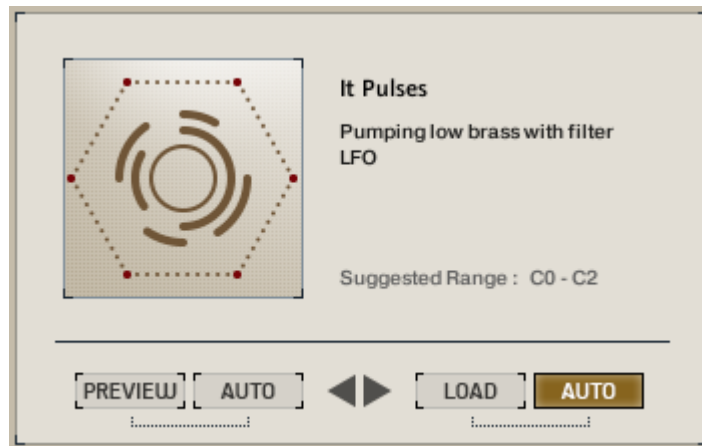 It Pulses
Pumping low brass with filter
LFO
Suggested Range : C0 - C2
PREVIEW AUTO LOAD AUTO